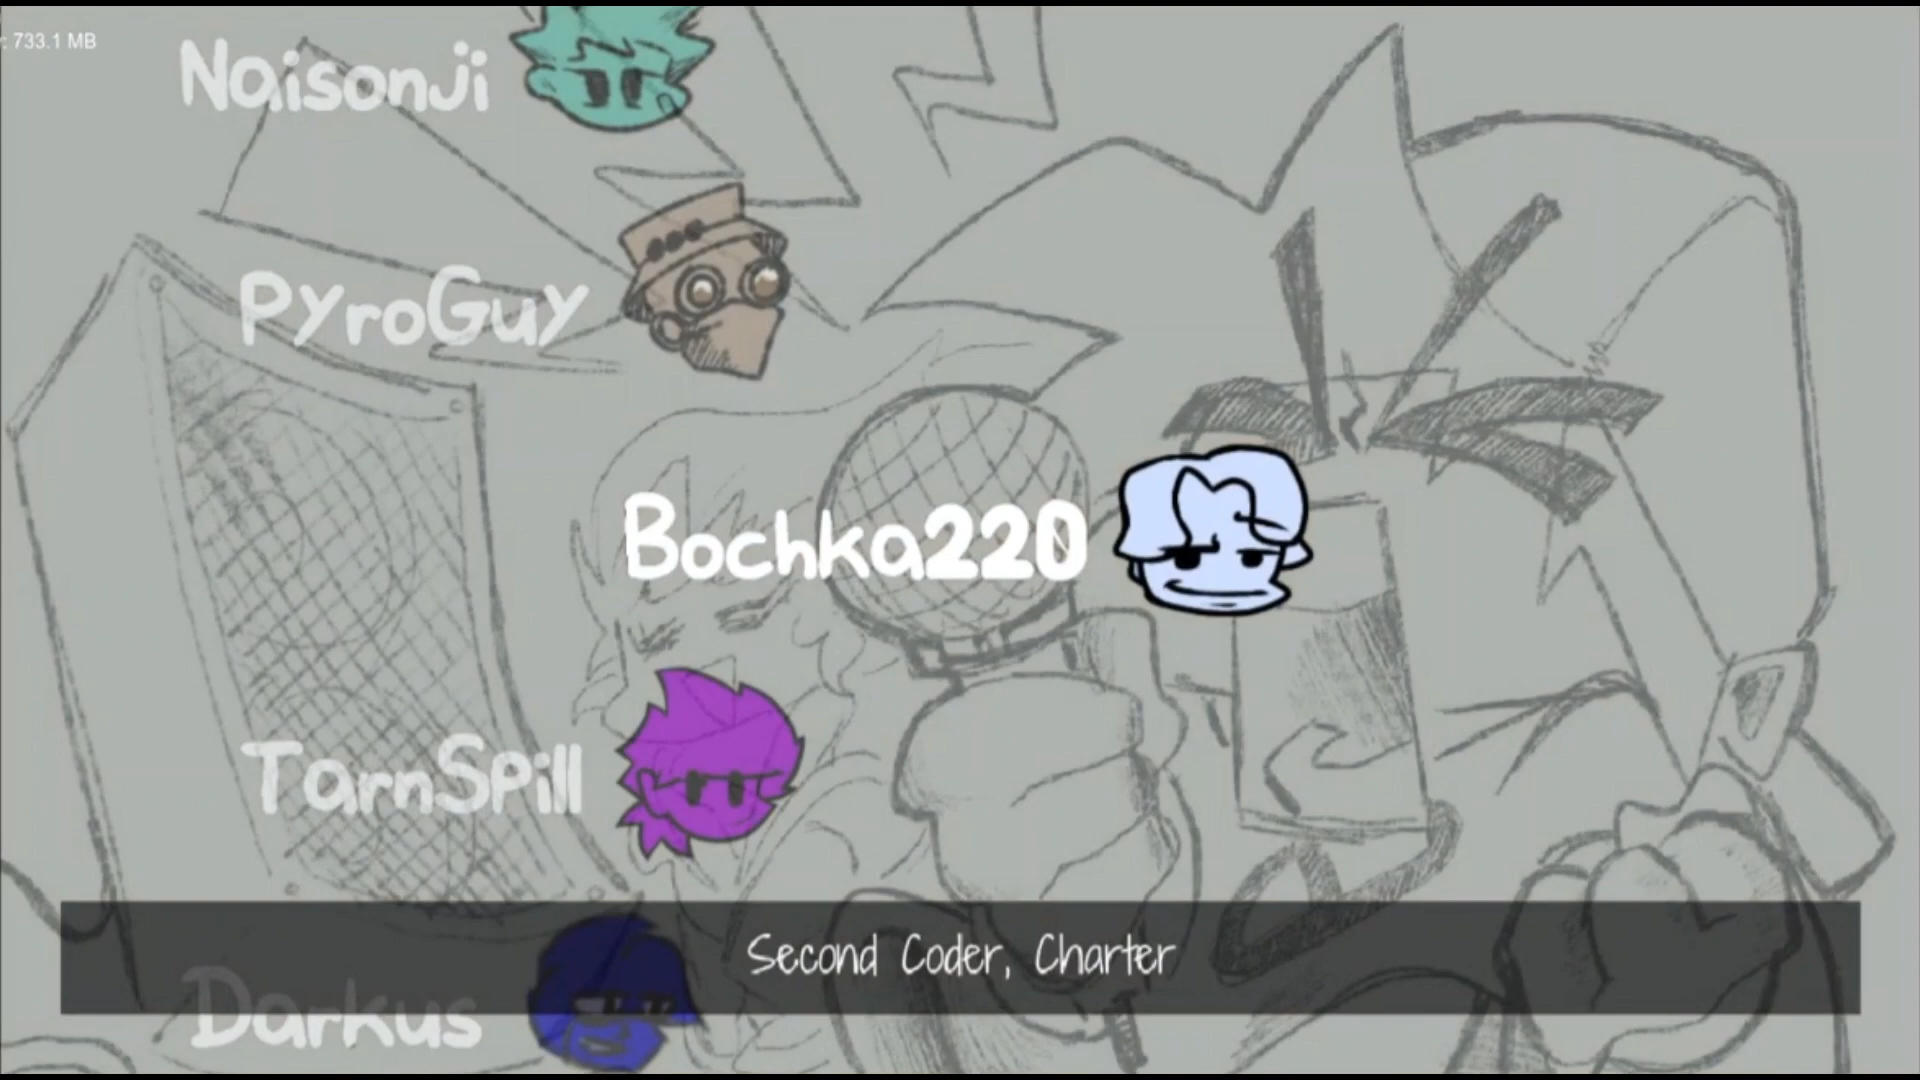 : 733.1 MB
Naisonji
PyroGuy
Bochka220
TarnSpill
Second Coder, Charter
Darkus